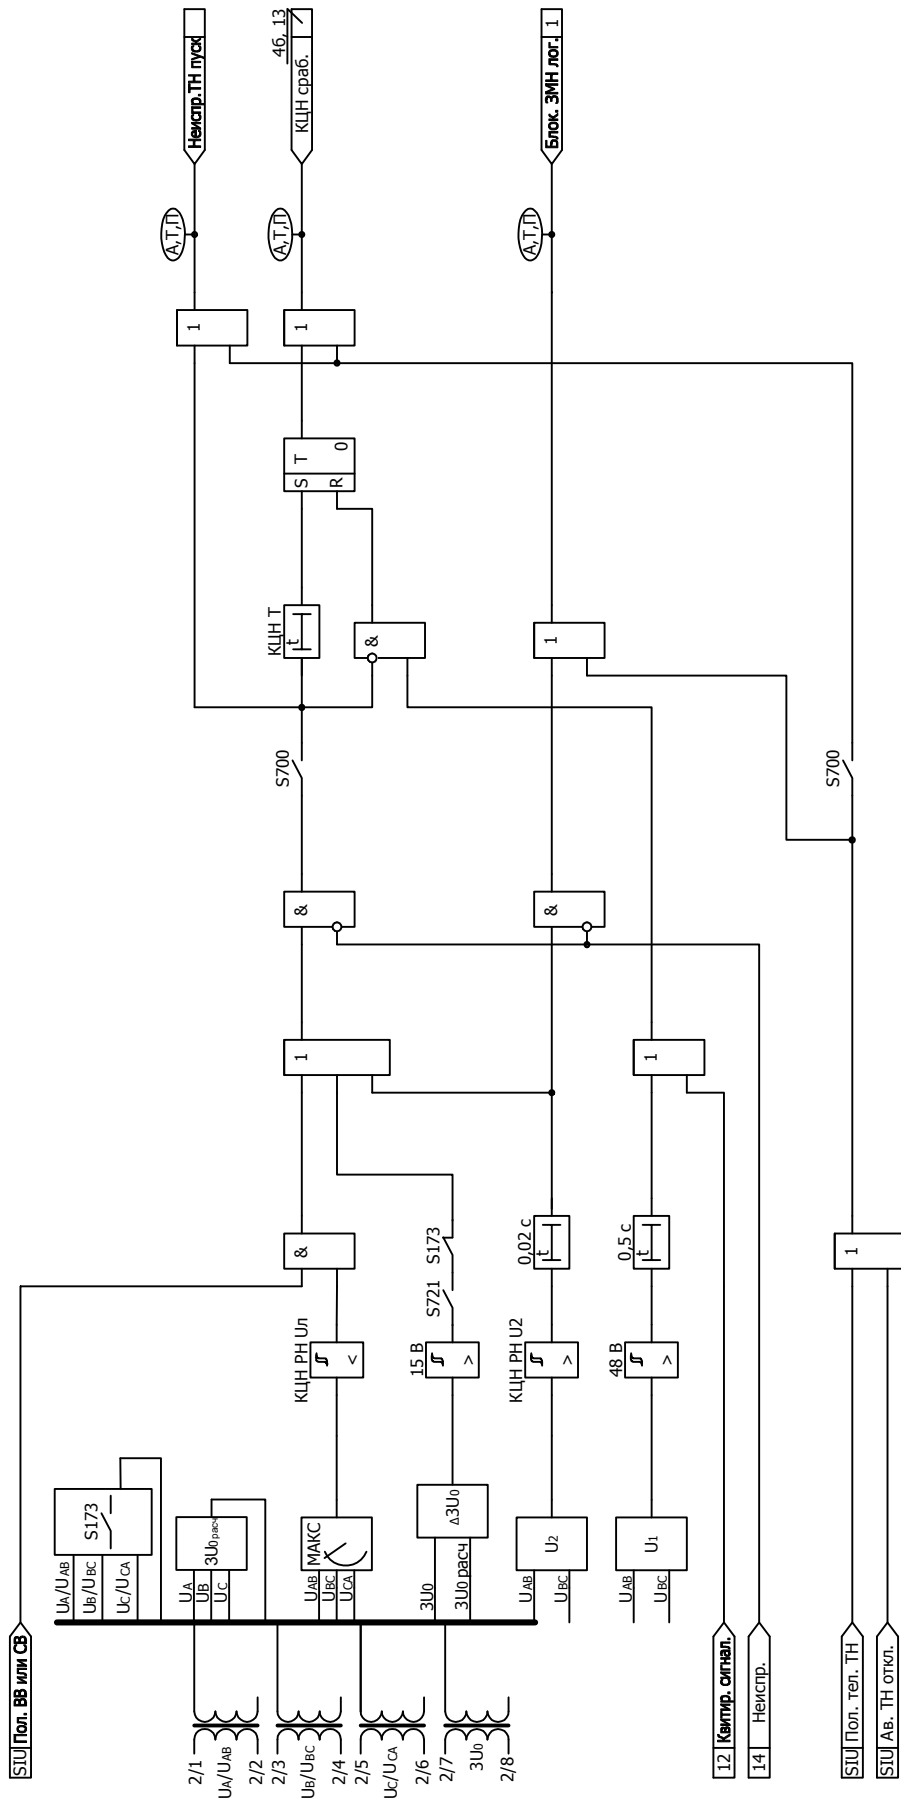 SIU Пол. ВВ или СВ
2/1
UA/UAB
2/2
2/3
UB/UBC
2/4
2/5
UC/UCA
2/6
2/7
3U0
2/8
UA/UAB
UB/UBC
UC/UCA
S173
UA
UB
UC
3U0расч
UAB
UBC
UCA
МАКС
КЦН РН Uл
<
&
1
&
S700
КЦН Т
t
S
R
T
0
1
А,Т,П
КЦН сраб.
4б, 13
&
1
А,Т,П
Неиспр.ТН пуск
3U0
3U0 расч
Δ3U0
15 В
>
S721
S173
UAB
UBC
U2
КЦН РН U2
>
0,02 с
t
&
1
А,Т,П
Блок. ЗМН лог. 1
UAB
UBC
U1
48 В
>
0,5 с
t
1
12 Квитир. сигнал.
14 Неиспр.
SIU Пол. тел. ТН
SIU Ав. ТН откл.
1
S700